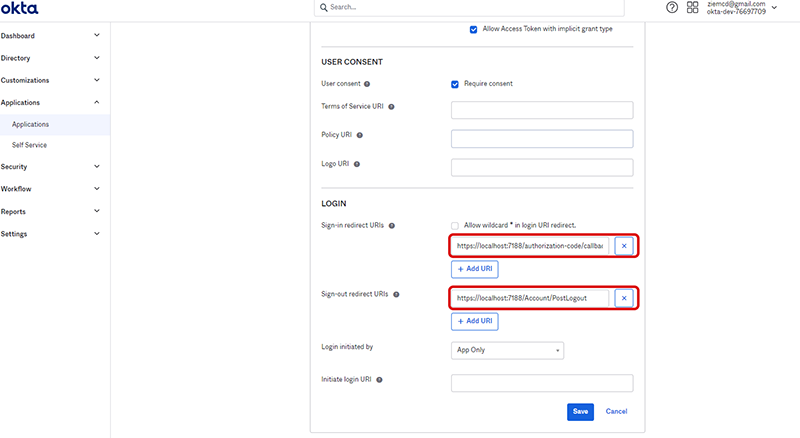 okta
Search...
ziemcd@gmail.com
okta-dev-76697709
Dashboard
Directory
Customizations
Applications
Applications
Self Service
Security
Workflow
Reports
Settings
Allow Access Token with implicit grant type
USER CONSENT
User consent
Require consent
Terms of Service URI
Policy URI
Logo URI
LOGIN
Sign-in redirect URIs
Allow wildcard * in login URI redirect.
https://localhost:7188/authorization-code/callba
+ Add URI
Sign-out redirect URIs
https://localhost:7188/Account/PostLogout
+ Add URI
Login initiated by
App Only
Initiate login URI
Save
Cancel